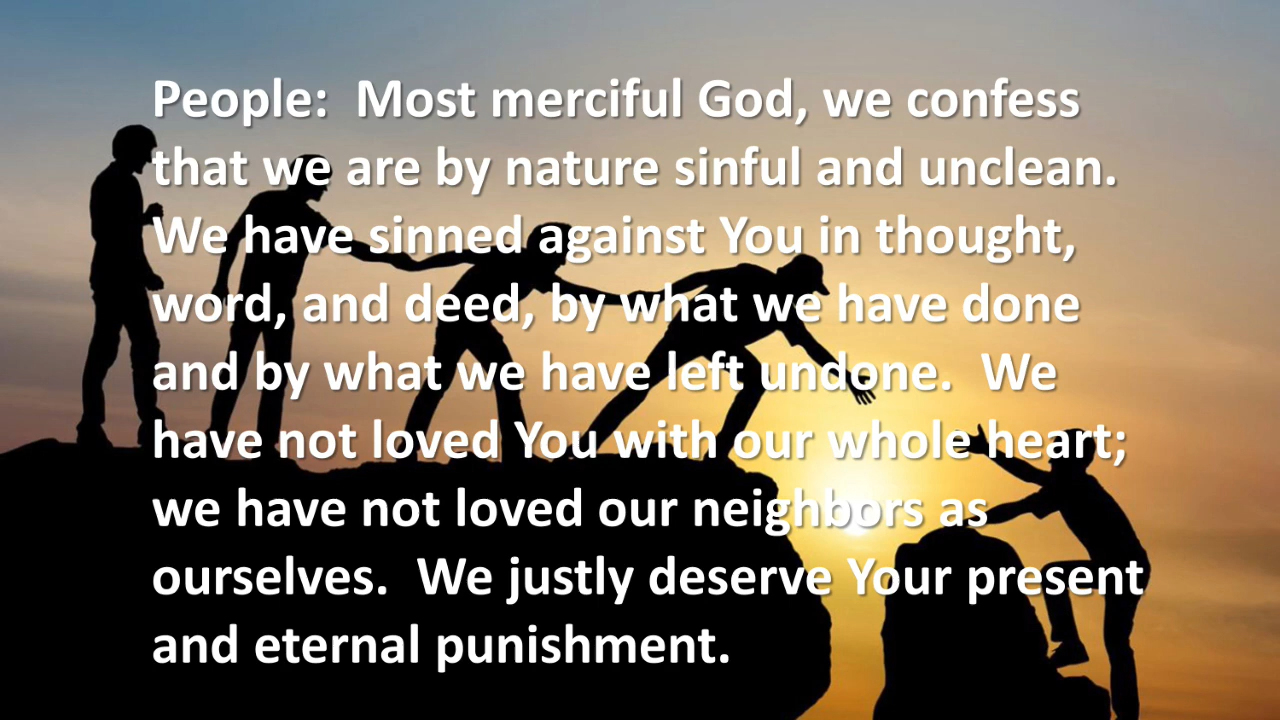 People:  Most merciful God, we confess
that we are by nature sinful and unclean.
We have sinned against You in thought,
word, and deed, by what we have done
and by what we have left undone.  We
have not loved You with our whole heart;
we have not loved our neighbors as
ourselves.  We justly deserve Your present
and eternal punishment.